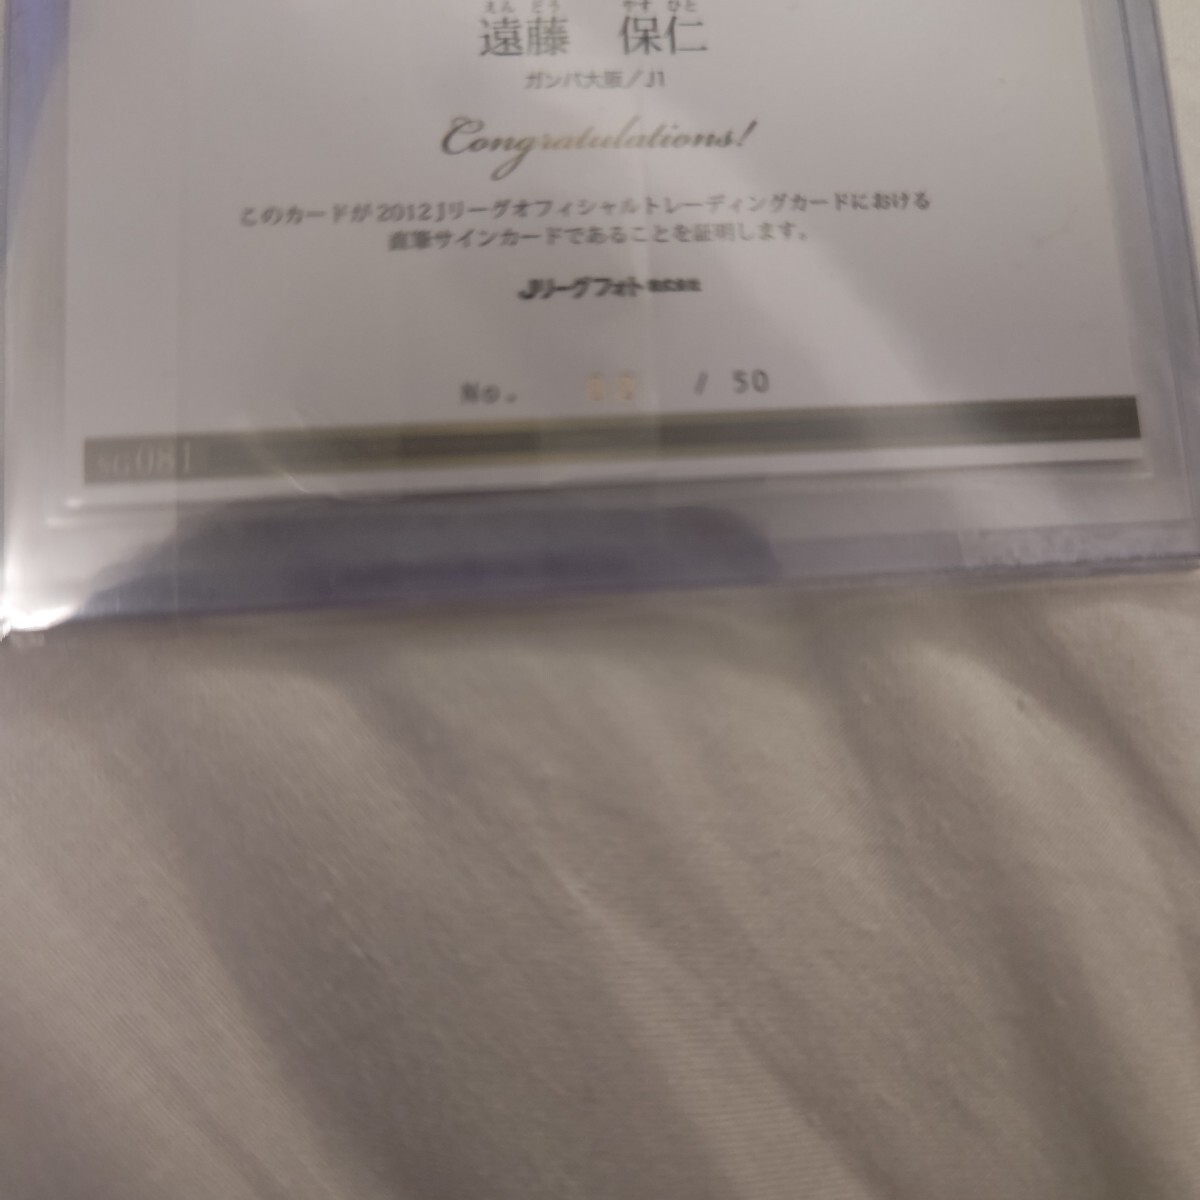 えん どう　やす ひと
遠藤　保仁
ガンバ大阪／J1
Congratulations!
このカードが2012Jリーグオフィシャルトレーディングカードにおける
直筆サインカードであることを証明します。
Jリーグフォト株式会社
No. / 50
SG081